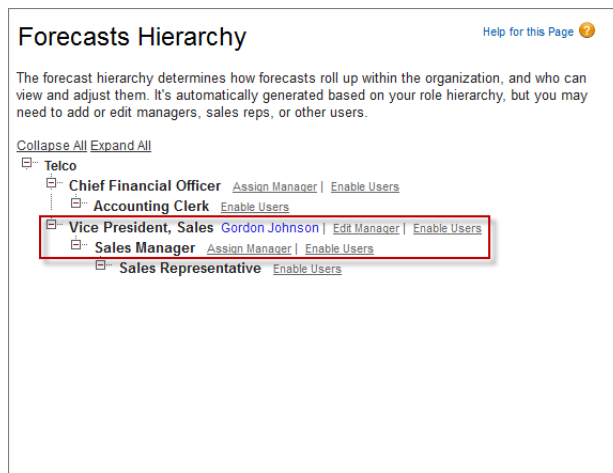 Forecasts Hierarchy
Help for this Page ?
The forecast hierarchy determines how forecasts roll up within the organization, and who can
view and adjust them. It's automatically generated based on your role hierarchy, but you may
need to add or edit managers, sales reps, or other users.
Collapse All Expand All
Telco
Chief Financial Officer Assign Manager | Enable Users
Accounting Clerk Enable Users
Vice President, Sales Gordon Johnson | Edit Manager | Enable Users
Sales Manager Assign Manager | Enable Users
Sales Representative Enable Users